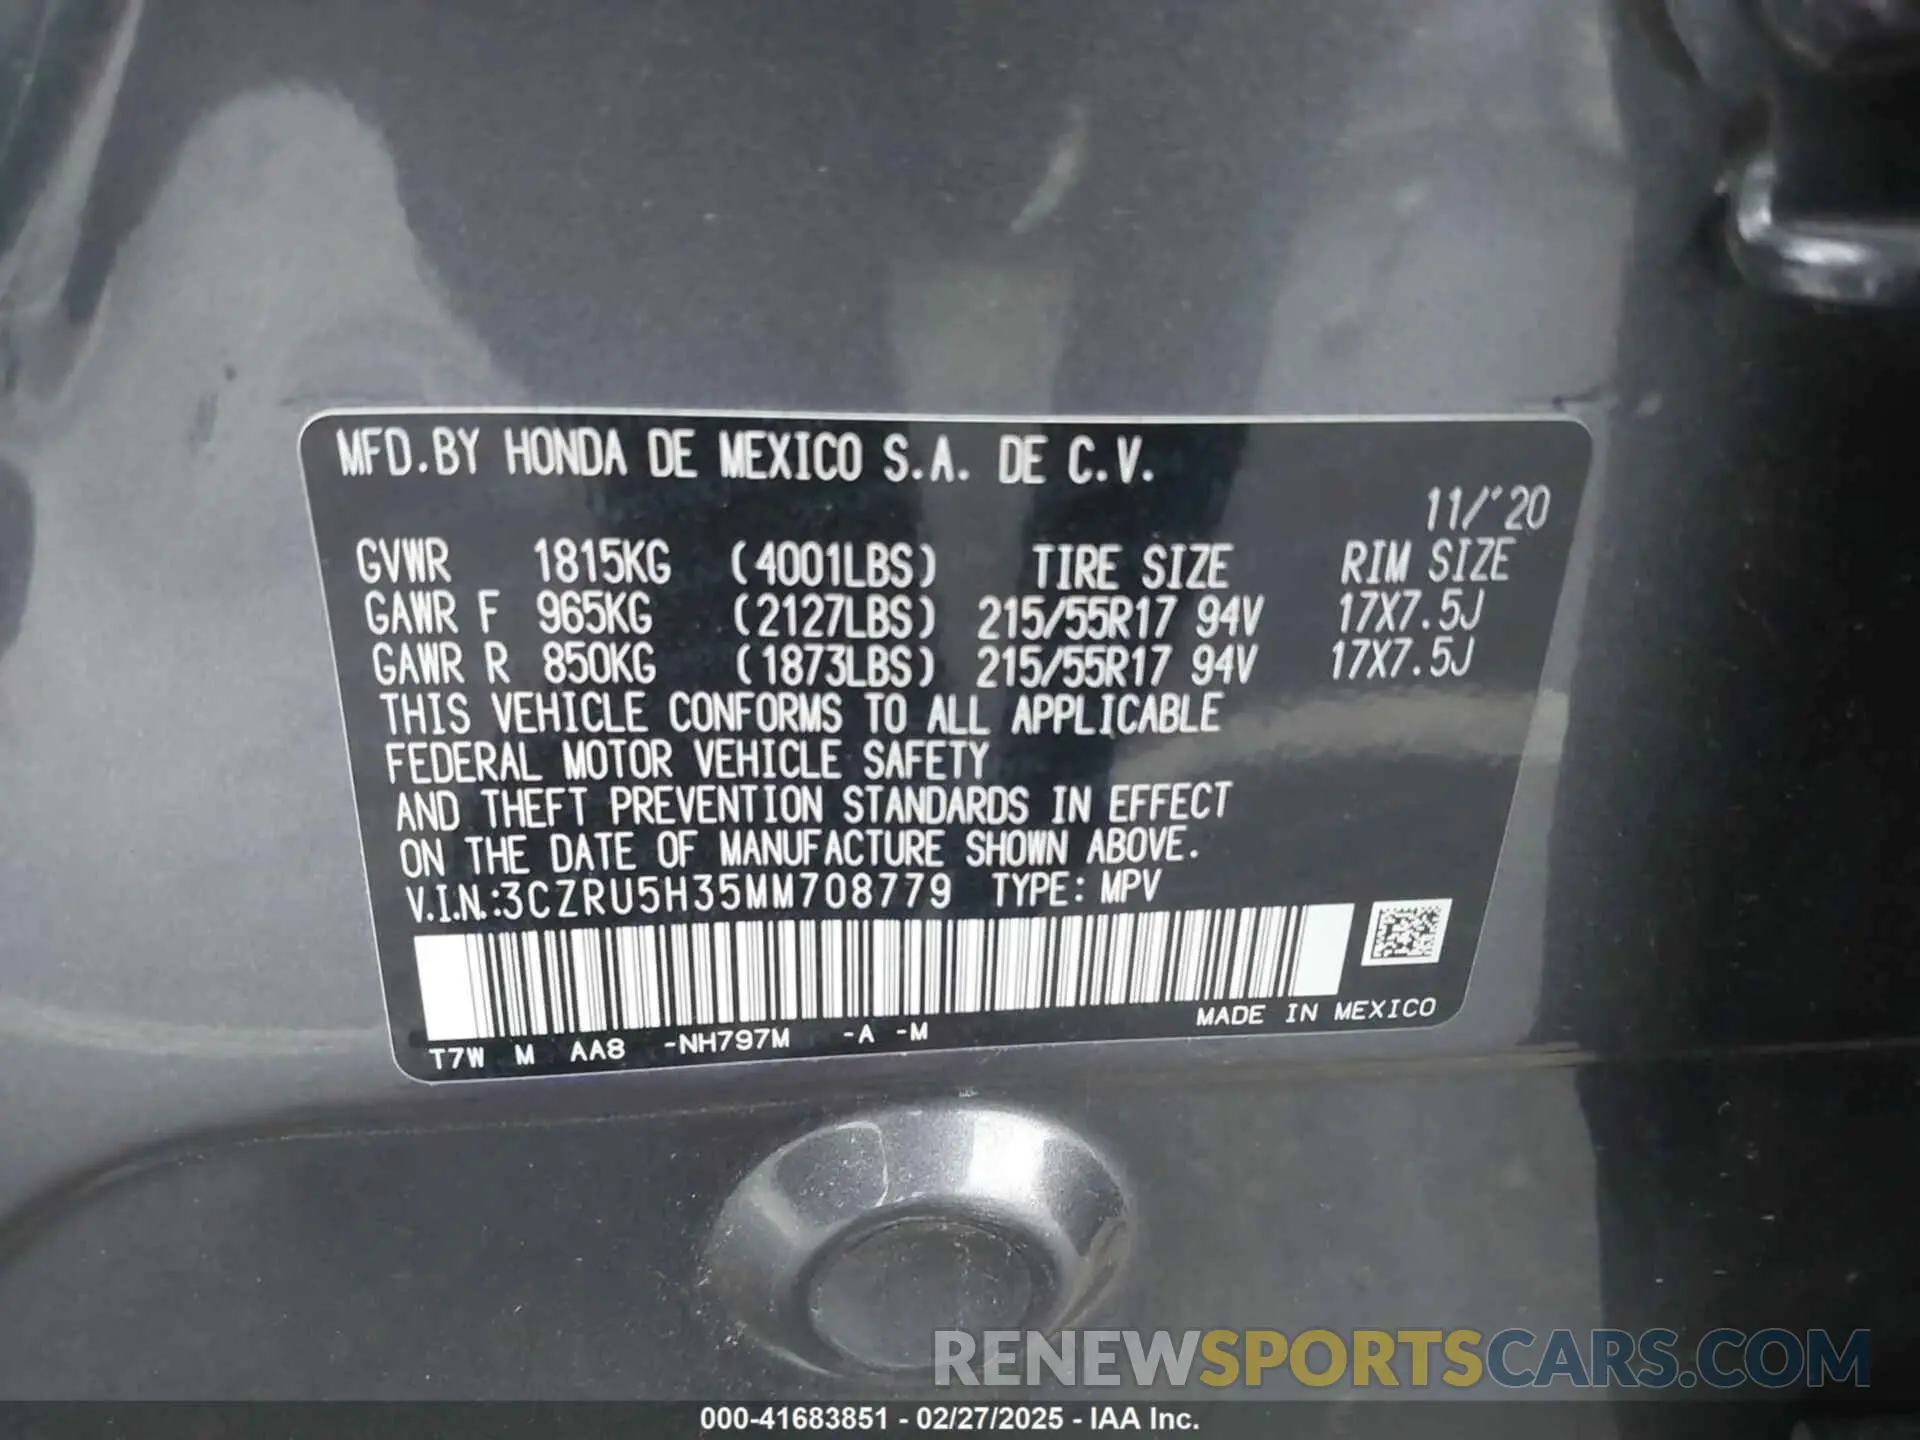 MFD.BY HONDA DE MEXICO S.A. DE C.V.
11/'20
GVWR 1815KG (4001LBS) TIRE SIZE RIM SIZE
GAWR F 965KG (2127LBS) 215/55R17 94V 17X7.5J
GAWR R 850KG (1873LBS) 215/55R17 94V 17X7.5J
THIS VEHICLE CONFORMS TO ALL APPLICABLE
FEDERAL MOTOR VEHICLE SAFETY
AND THEFT PREVENTION STANDARDS IN EFFECT
ON THE DATE OF MANUFACTURE SHOWN ABOVE.
V.I.N.:3CZRU5H35MM708779 TYPE: MPV
MADE IN MEXICO
T7W M AA8 -NH797M -A -M
RENEWSPORTSCARS.COM
000-41683851 - 02/27/2025 - IAA Inc.